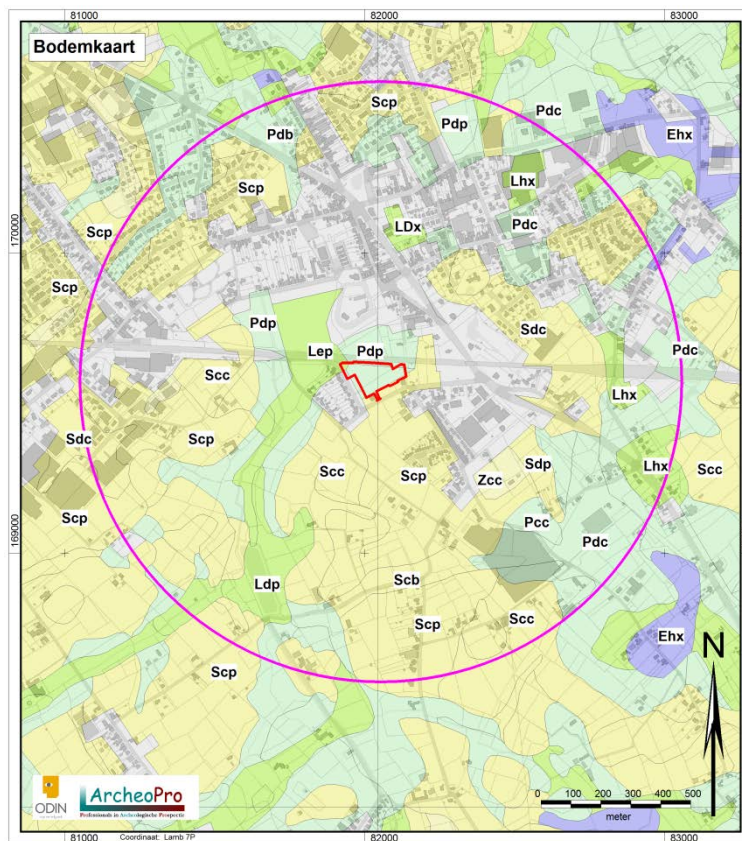 81000 82000 83000
Bodemkaart
Scp
Pdb
Pdp
Pdc
Ehx
Scp
Lhx
Scp
LDx
Pdc
170000
170000
Scp
Pdp
Lep
Pdp
Sdc
Pdc
Scc
Lhx
Sdc
Scp
Scc
Scp
Zcc
Sdp
Lhx
Scc
Scp
Pcc
Pdc
169000
169000
Ldp
Scb
Scp
Scc
Ehx
Scp
N
ODIN
ArcheoPro
Professionals in Archeologische Prospectie
0 100 200 300 400 500
meter
81000 Coordinaat: Lamb 7P 82000 83000